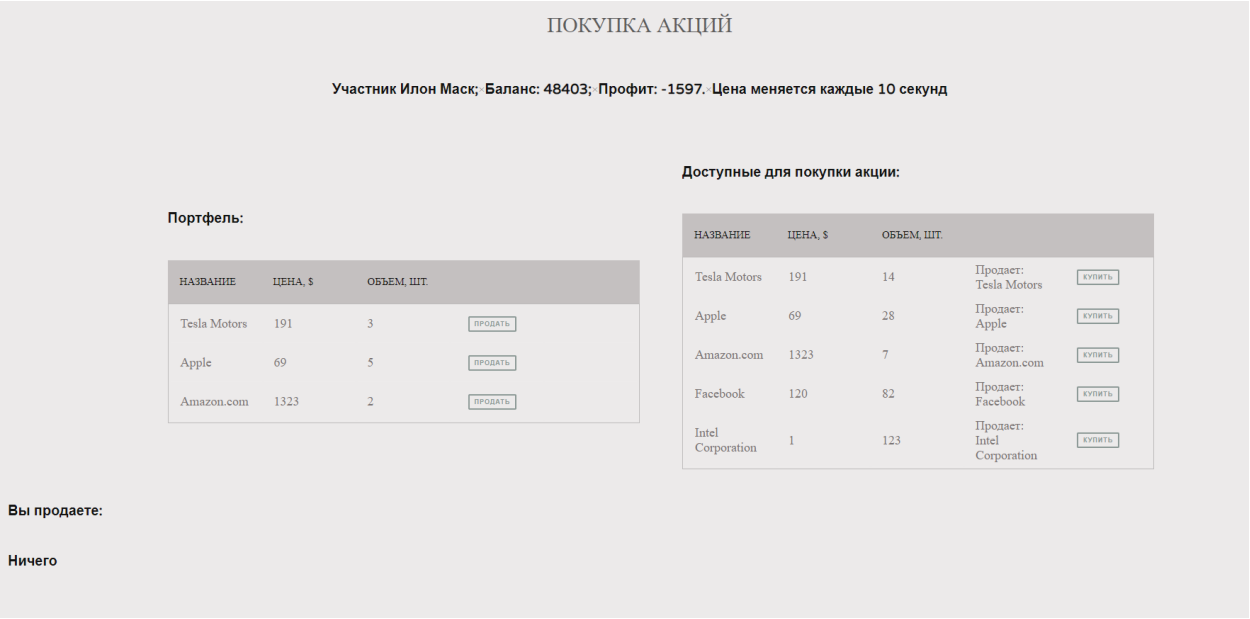 ПОКУПКА АКЦИЙ
Участник Илон Маск; Баланс: 48403; Профит: -1597. Цена меняется каждые 10 секунд
Портфель:
НАЗВАНИЕ ЦЕНА, $ ОБЪЕМ, ШТ.
Tesla Motors 191 3 ПРОДАТЬ
Apple 69 5 ПРОДАТЬ
Amazon.com 1323 2 ПРОДАТЬ
Доступные для покупки акции:
НАЗВАНИЕ ЦЕНА, $ ОБЪЕМ, ШТ.
Tesla Motors 191 14 Продает: КУПИТЬ
Tesla Motors
Apple 69 28 Продает: КУПИТЬ
Apple
Amazon.com 1323 7 Продает: КУПИТЬ
Amazon.com
Facebook 120 82 Продает: КУПИТЬ
Facebook
Продает:
Intel 1 123 Intel КУПИТЬ
Corporation Corporation
Вы продаете:
Ничего